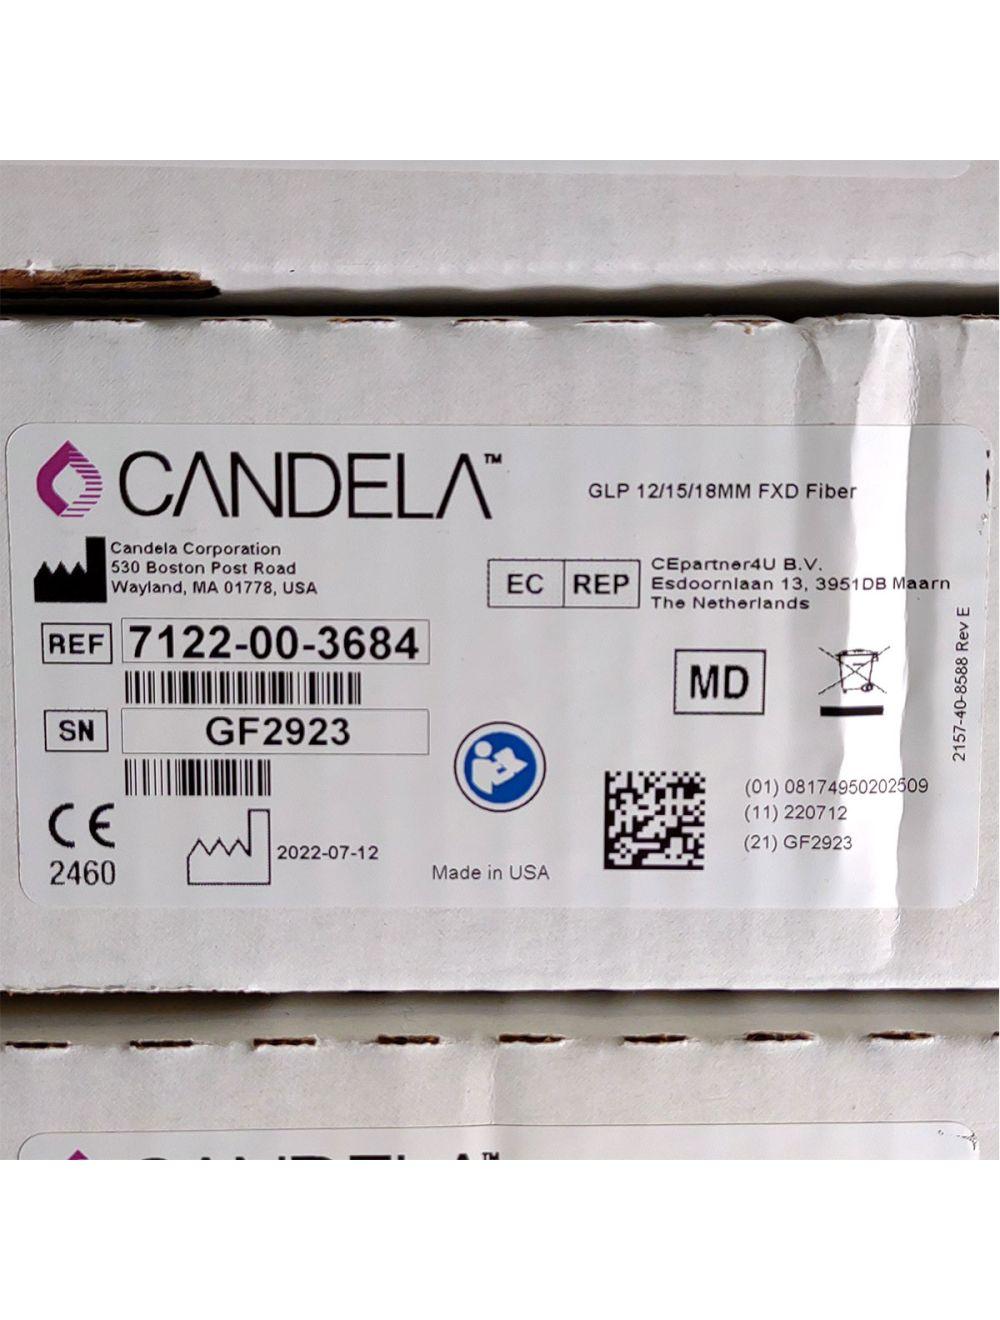 CANDELA™
GLP 12/15/18MM FXD Fiber
Candela Corporation
530 Boston Post Road
Wayland, MA 01778, USA
EC REP
CEpartner4U B.V.
Esdoornlaan 13, 3951DB Maarn
The Netherlands
REF 7122-00-3684
SN GF2923
MD
2157-40-8588 Rev E
CE
2460
2022-07-12
Made in USA
(01) 08174950202509
(11) 220712
(21) GF2923
CANDELA™